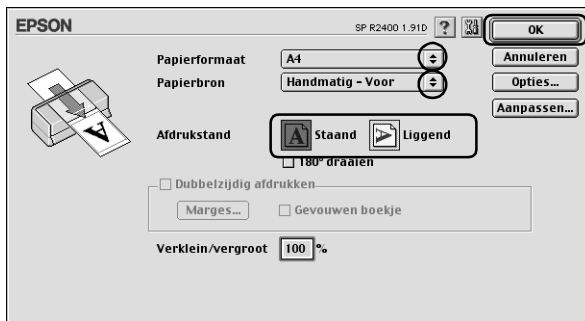 EPSON SP R2400 1.91D ? OK
Papierformaat A4 Annuleren
Papierbron Handmatig - Voor Opties...
Aanpassen...
Afdrukstand A Staand A Liggend
180° draaien
Dubbelzijdig afdrukken
Marges... Gevouwen boekje
Verklein/vergroot 100 %
A